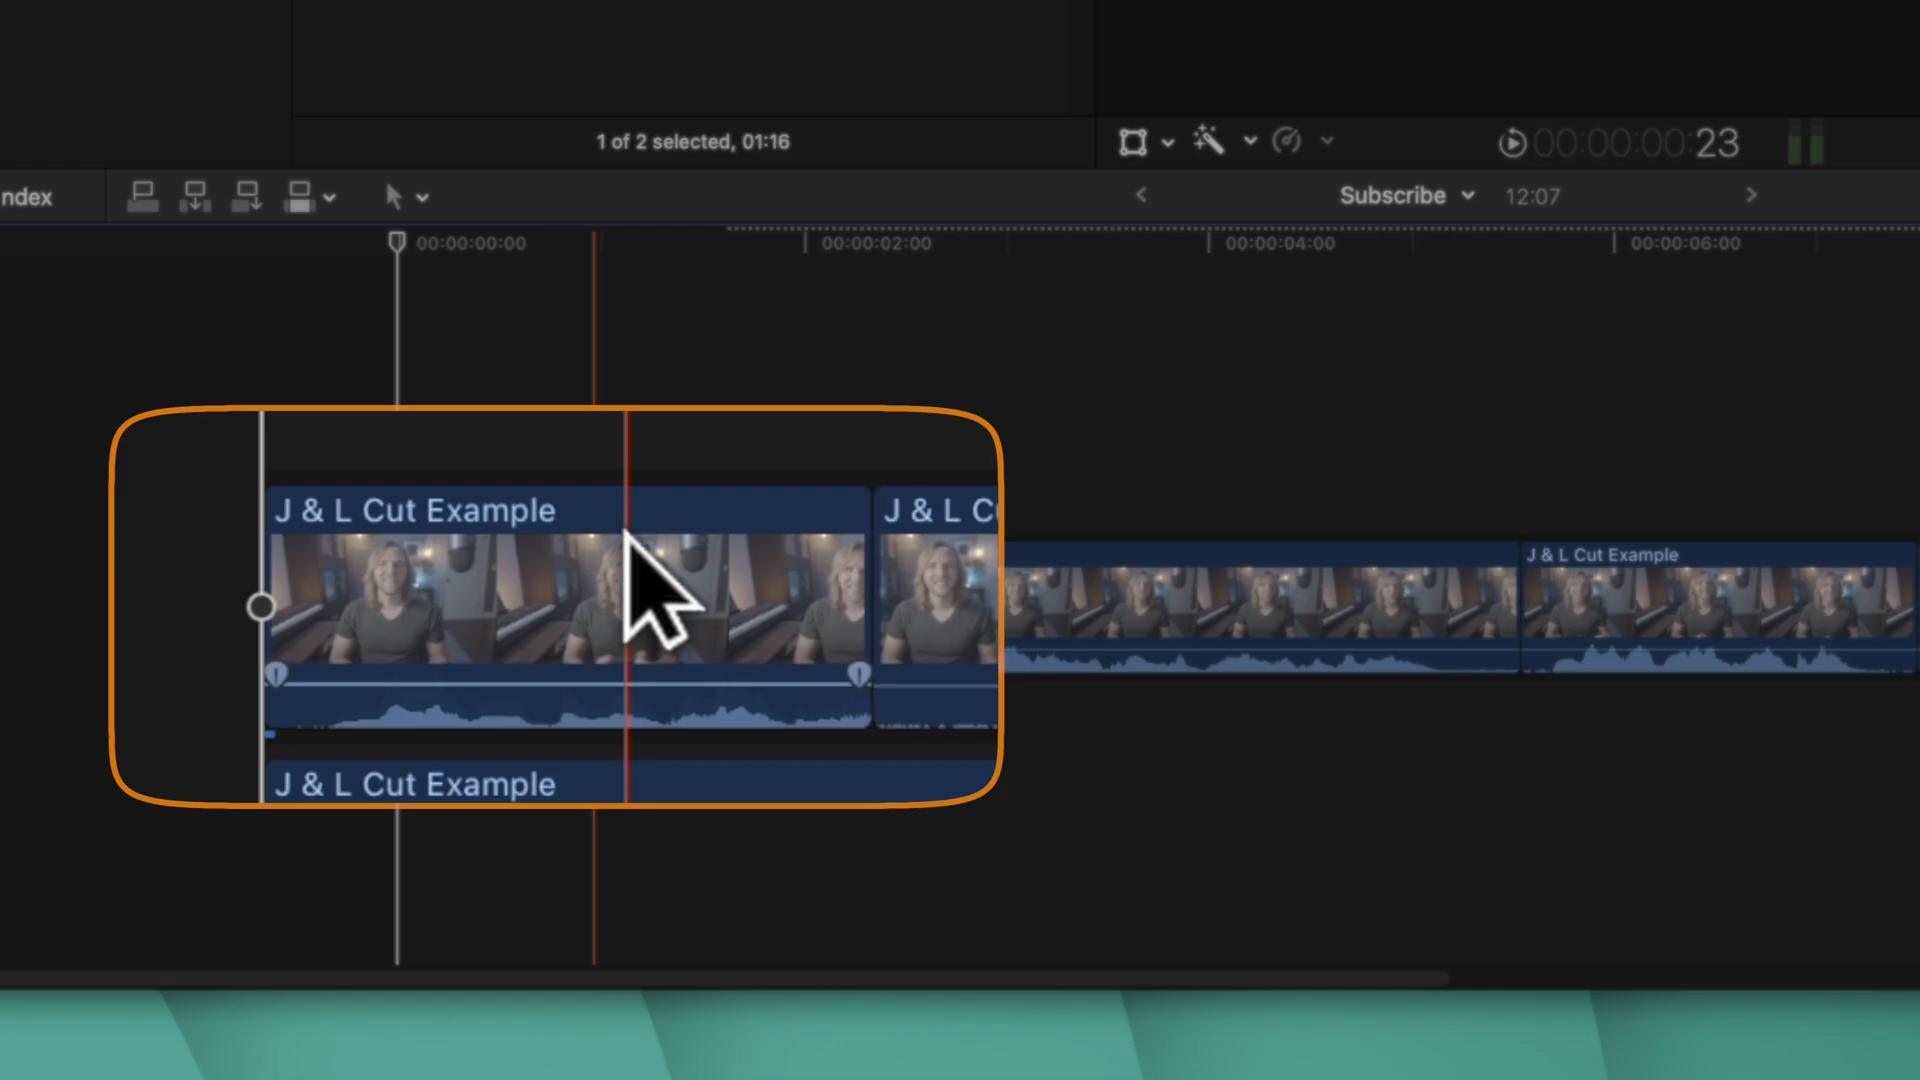 1 of 2 selected, 01:16
00:00:00:00:23
ndex
Subscribe 12:07
00:00:00:00
00:00:02:00
00:00:04:00
00:00:06:00
J & L Cut Example
J & L C
J & L Cut Example
J & L Cut Example